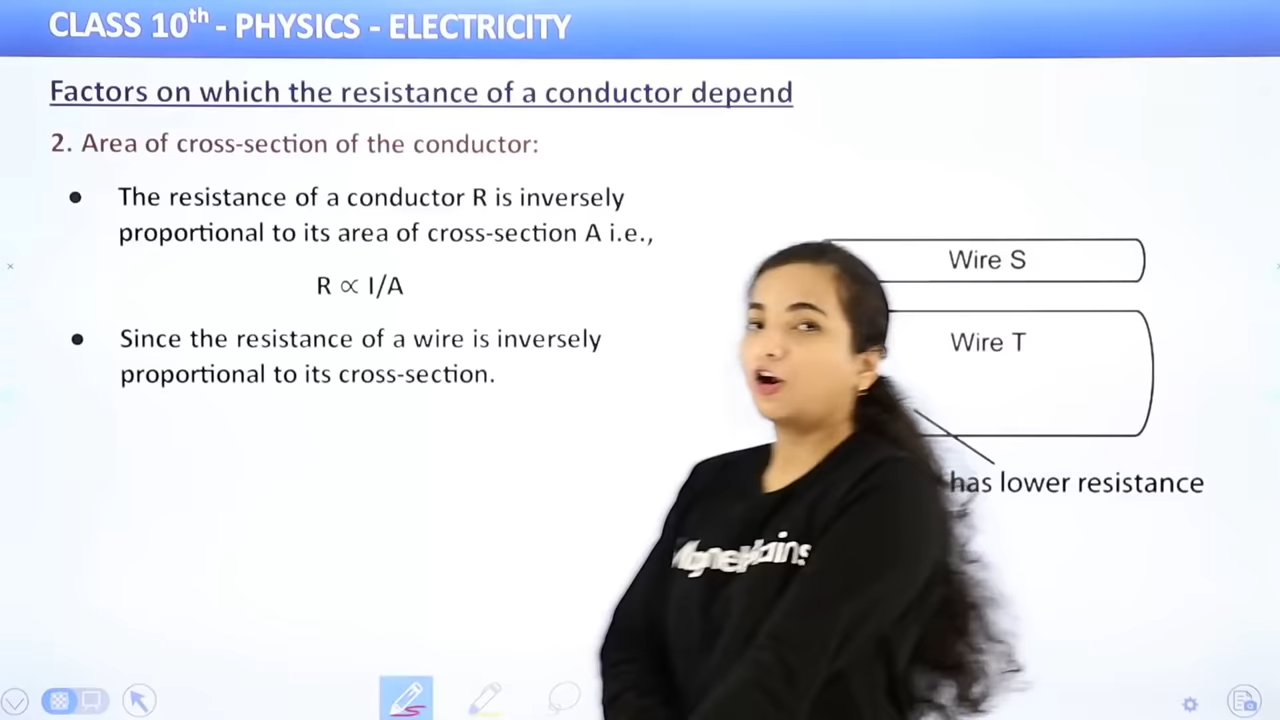 CLASS 10th - PHYSICS - ELECTRICITY
Factors on which the resistance of a conductor depend
2. Area of cross-section of the conductor:
● The resistance of a conductor R is inversely
proportional to its area of cross-section A i.e.,
R ∝ I/A
● Since the resistance of a wire is inversely
proportional to its cross-section.
Wire S
Wire T
has lower resistance